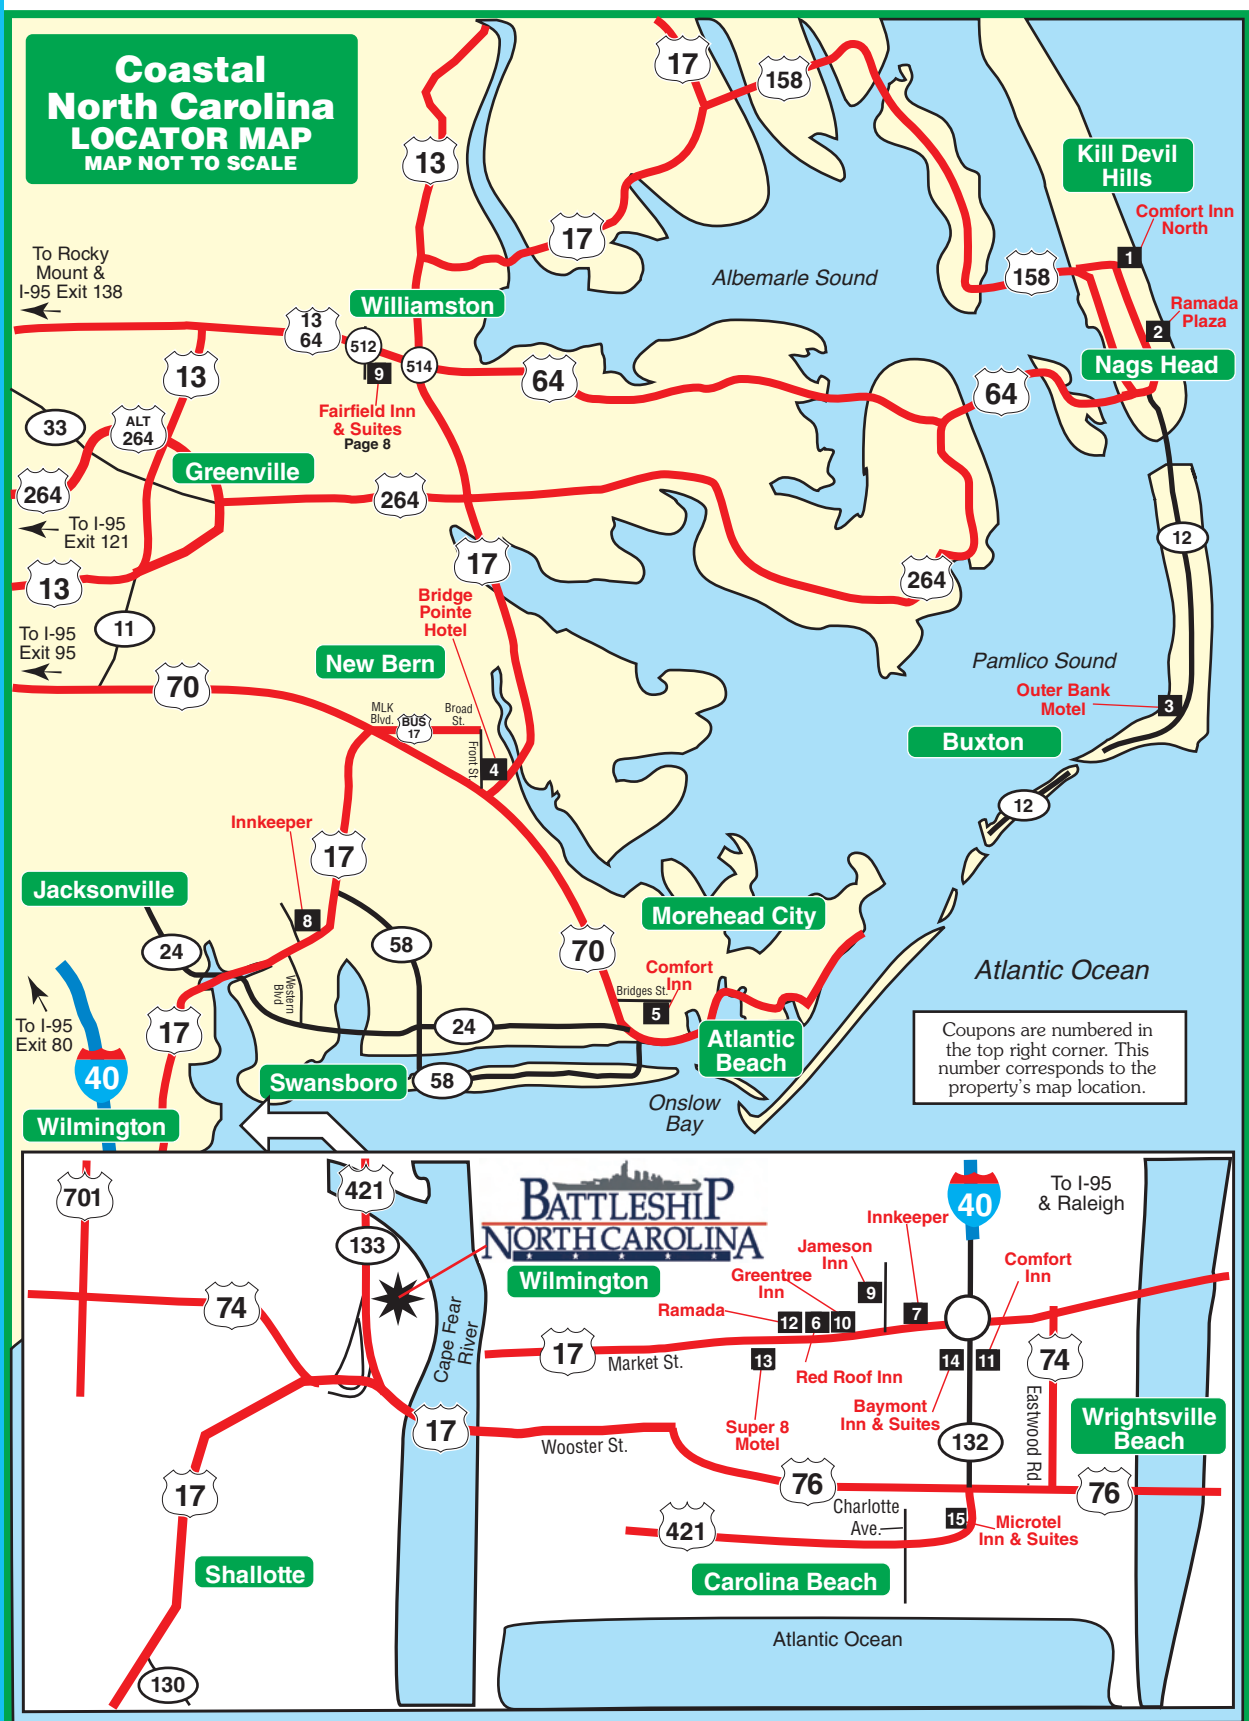 Coastal
North Carolina
LOCATOR MAP
MAP NOT TO SCALE
17
158
13
Kill Devil
Hills
Comfort Inn
North
1
17
To Rocky
Mount &
I-95 Exit 138
Albemarle Sound
158
Williamston
Ramada
Plaza
2
13
64
512
514
9
Nags Head
13
64
64
Fairfield Inn
& Suites
Page 8
33
ALT
264
Greenville
264
264
To I-95
Exit 121
12
17
264
13
Bridge
Pointe
Hotel
11
To I-95
Exit 95
New Bern
Pamlico Sound
70
Outer Bank
Motel
3
MLK
Blvd.
BUS
17
Broad
St.
Front St.
4
Buxton
12
Innkeeper
17
Jacksonville
8
Morehead City
24
58
70
Atlantic Ocean
Comfort
Inn
Western
Blvd
Bridges St.
5
To I-95
Exit 80
17
24
Atlantic
Beach
Coupons are numbered in
the top right corner. This
number corresponds to the
property's map location.
40
Swansboro
58
Onslow
Bay
Wilmington
701
421
BATTLESHIP
NORTH CAROLINA
40
To I-95
& Raleigh
133
Innkeeper
Jameson
Inn
Comfort
Inn
Wilmington
Greentree
Inn
9
74
Ramada
12
6
10
7
Cape Fear
River
17
Market St.
13
14
11
74
Red Roof Inn
Eastwood Rd.
Baymont
Inn & Suites
Super 8
Motel
17
Wooster St.
132
Wrightsville
Beach
76
76
17
Charlotte
Ave.
15
Microtel
Inn & Suites
421
Shallotte
Carolina Beach
Atlantic Ocean
130